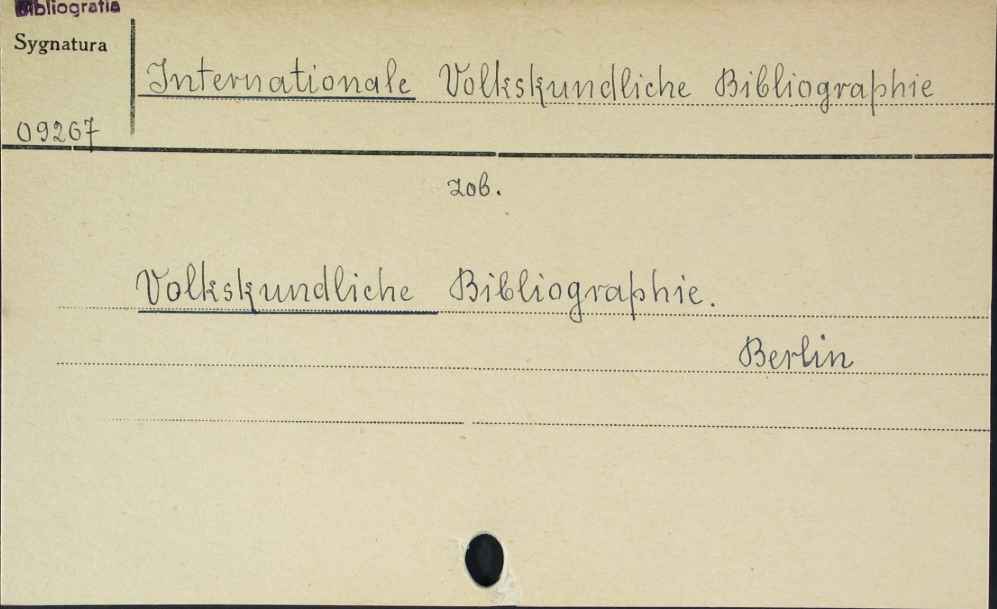 Bibliografia
Sygnatura
Internationale Volkskundliche Bibliographie
09267
zob.
Volkskundliche Bibliographie.
Berlin